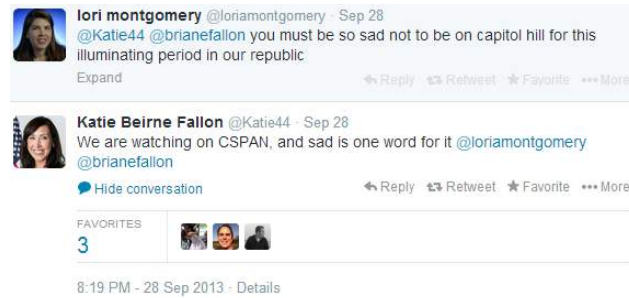 lori montgomery @loriamontgomery · Sep 28
@Katie44 @brianefallon you must be so sad not to be on capitol hill for this
illuminating period in our republic
Expand
Reply Retweet Favorite More
Katie Beirne Fallon @Katie44 · Sep 28
We are watching on CSPAN, and sad is one word for it @loriamontgomery
@brianefallon
Hide conversation
Reply Retweet Favorite More
FAVORITES
3
8:19 PM - 28 Sep 2013 · Details